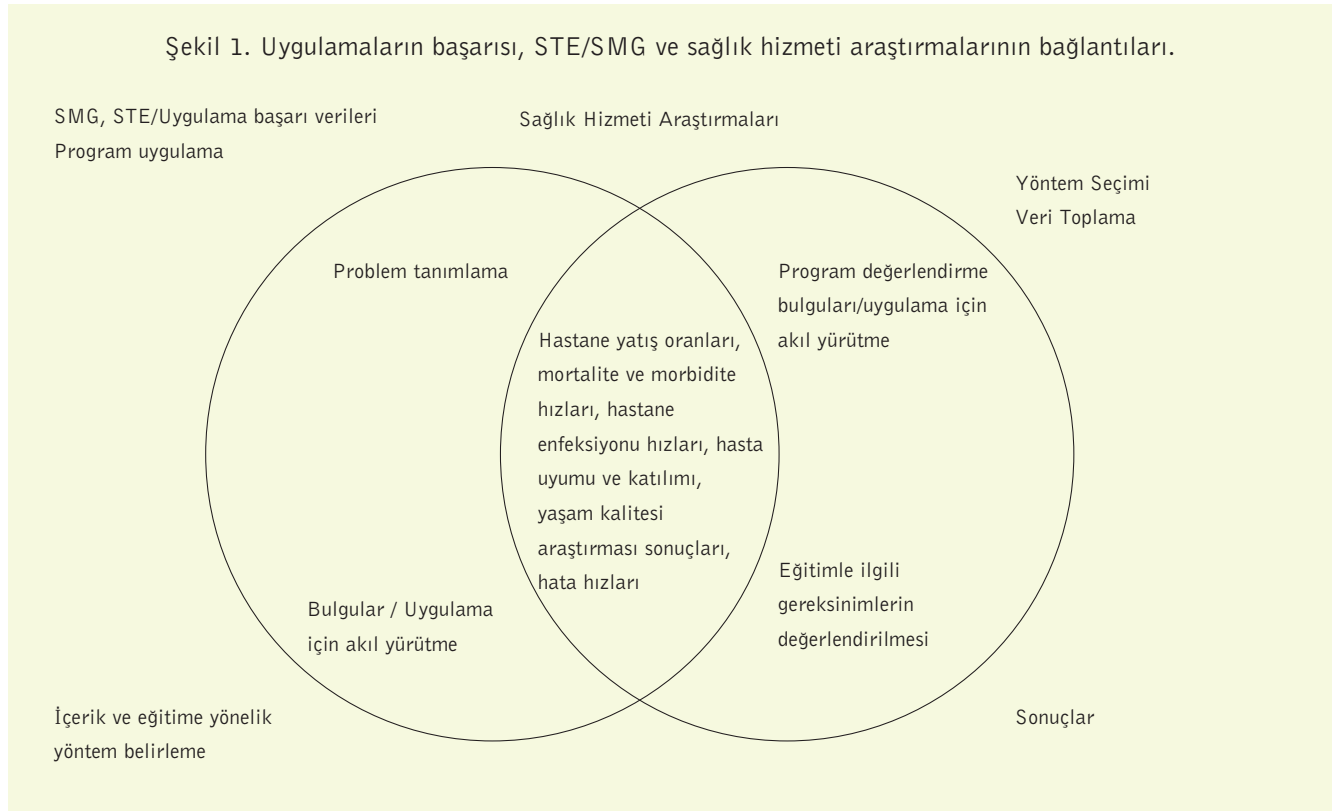 Şekil 1. Uygulamaların başarısı, STE/SMG ve sağlık hizmeti araştırmalarının bağlantıları.
SMG, STE/Uygulama başarı verileri
Program uygulama
Sağlık Hizmeti Araştırmaları
Yöntem Seçimi
Veri Toplama
Problem tanımlama
Program değerlendirme
bulguları/uygulama için
akıl yürütme
Hastane yatış oranları,
mortalite ve morbidite
hızları, hastane
enfeksiyonu hızları, hasta
uyumu ve katılımı,
yaşam kalitesi
araştırması sonuçları,
hata hızları
Eğitimle ilgili
gereksinimlerin
değerlendirilmesi
Bulgular / Uygulama
için akıl yürütme
İçerik ve eğitime yönelik
yöntem belirleme
Sonuçlar